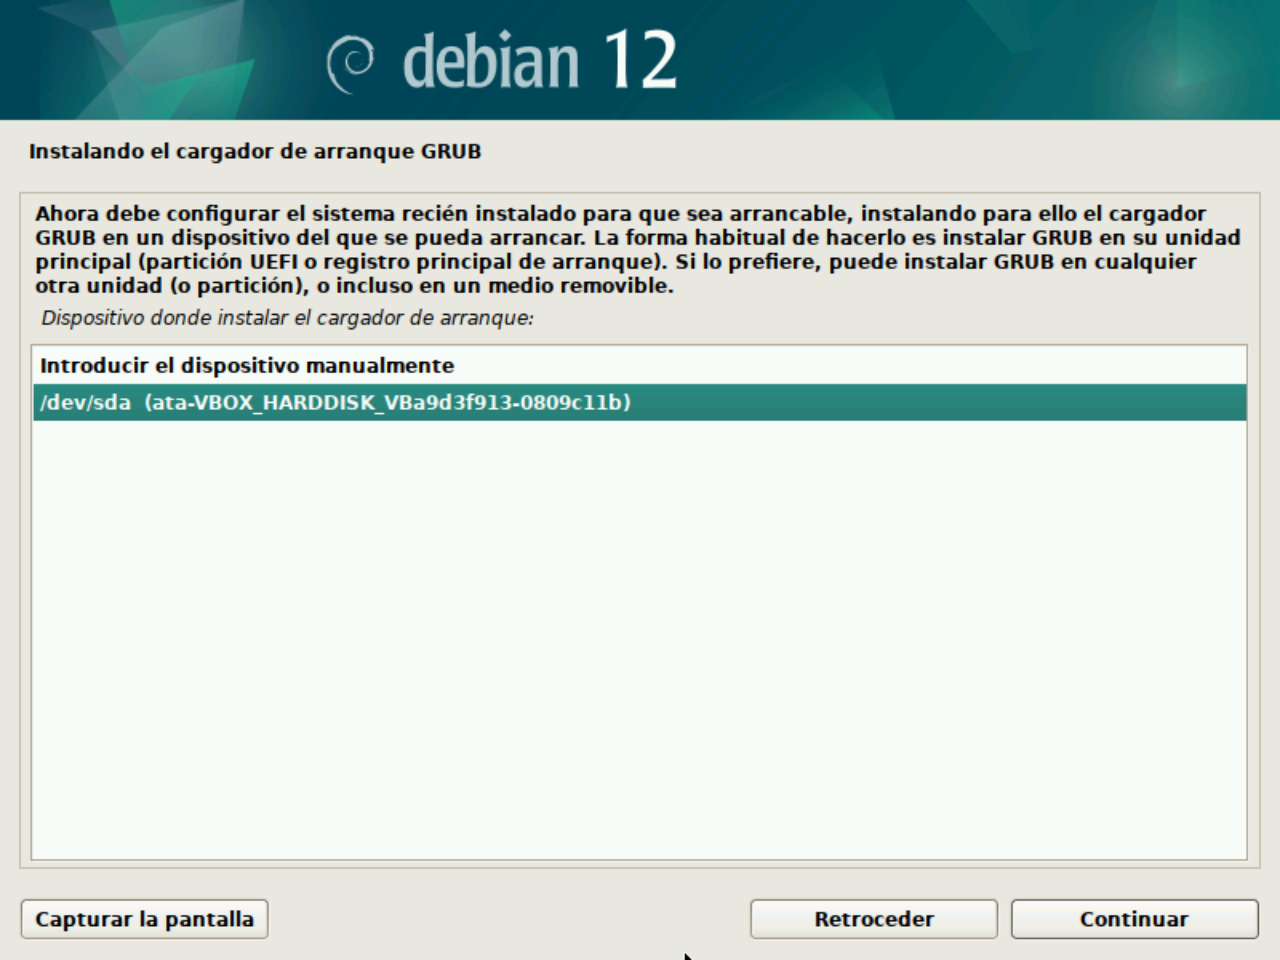 debian 12
Instalando el cargador de arranque GRUB
Ahora debe configurar el sistema recién instalado para que sea arrancable, instalando para ello el cargador
GRUB en un dispositivo del que se pueda arrancar. La forma habitual de hacerlo es instalar GRUB en su unidad
principal (partición UEFI o registro principal de arranque). Si lo prefiere, puede instalar GRUB en cualquier
otra unidad (o partición), o incluso en un medio removible.
Dispositivo donde instalar el cargador de arranque:
Introducir el dispositivo manualmente
/dev/sda  (ata-VBOX_HARDDISK_VBa9d3f913-0809c11b)
Capturar la pantalla
Retroceder
Continuar